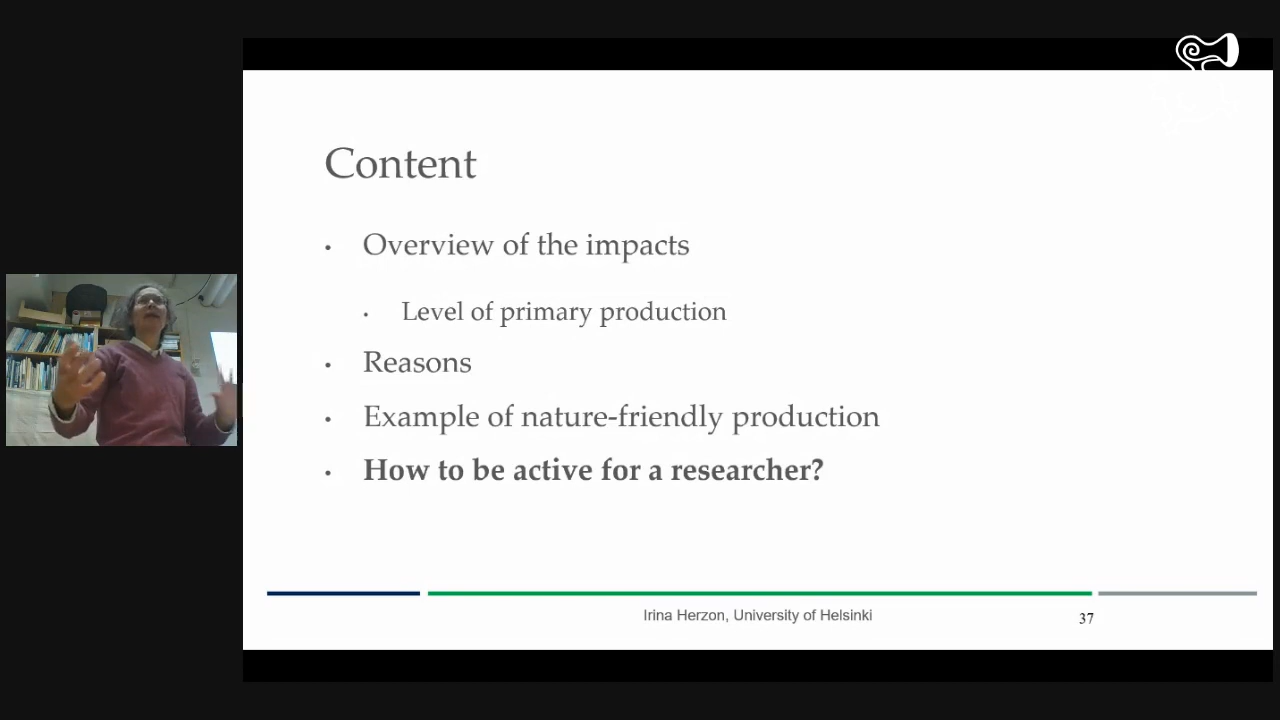 Content
• Overview of the impacts
• Level of primary production
• Reasons
• Example of nature-friendly production
• How to be active for a researcher?
Irina Herzon, University of Helsinki
37